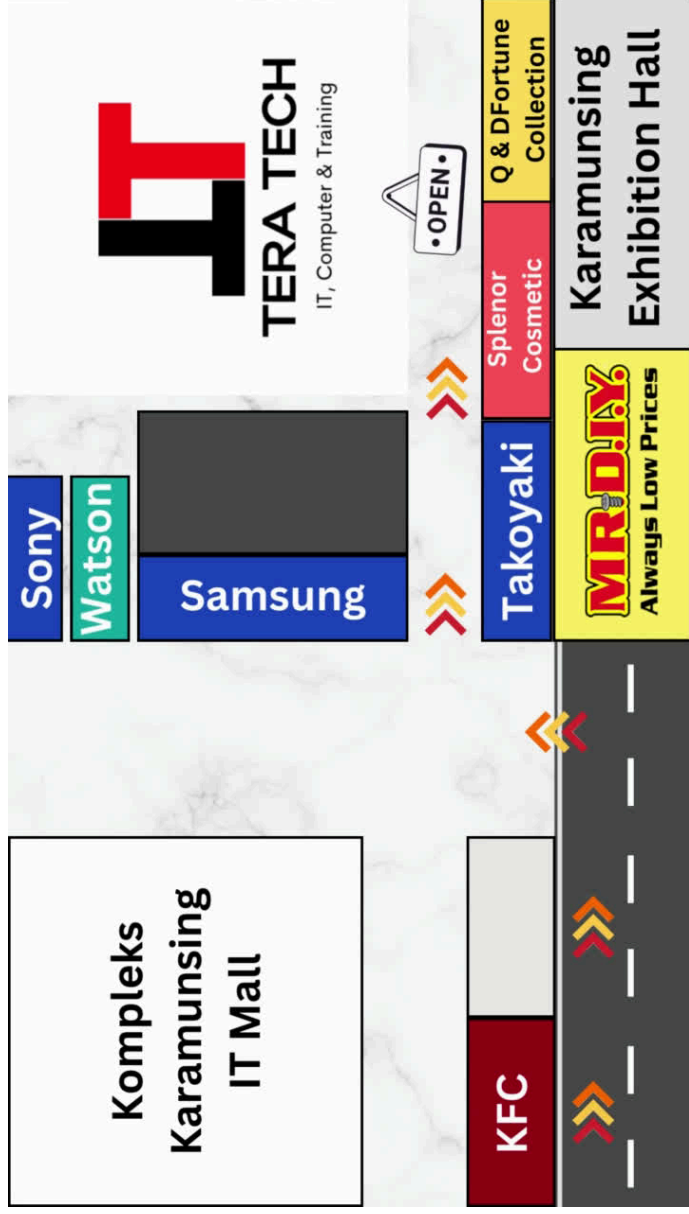 Kompleks
Karamunsing
IT Mall
Sony
Watson
Samsung
TERA TECH
IT, Computer & Training
•OPEN•
KFC
Takoyaki
Splenor
Cosmetic
Q & DFortune
Collection
MR.D.I.Y.
Always Low Prices
Karamunsing
Exhibition Hall